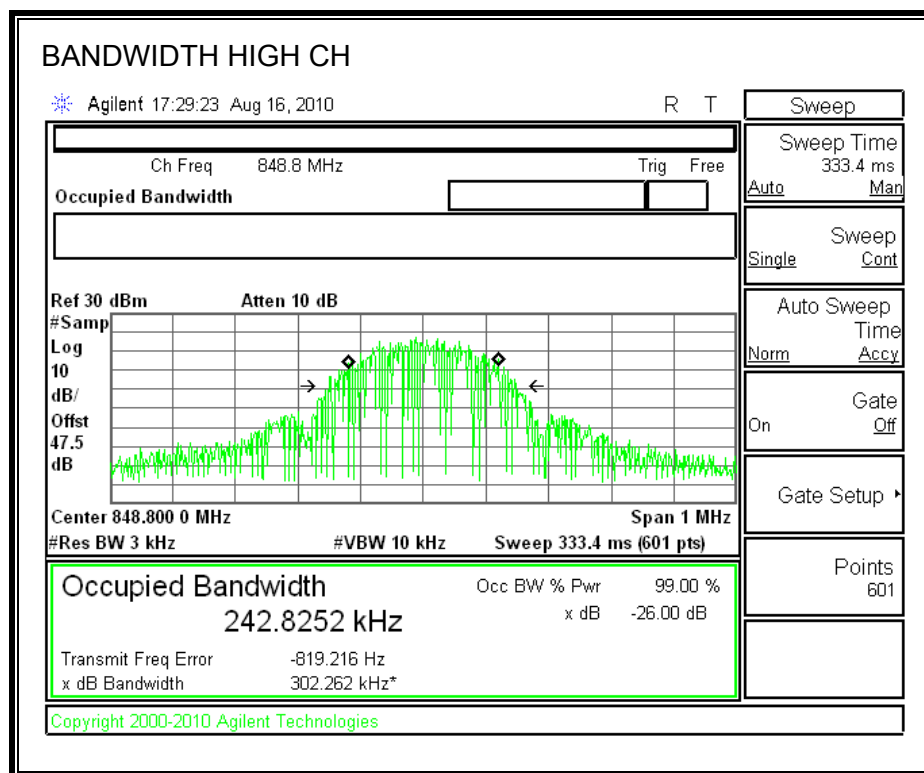 BANDWIDTH HIGH CH
Agilent 17:29:23 Aug 16, 2010 R T
Ch Freq 848.8 MHz Trig Free
Occupied Bandwidth
Ref 30 dBm Atten 10 dB
#Samp
Log
10
dB/
Offst
47.5
dB
Center 848.800 0 MHz Span 1 MHz
#Res BW 3 kHz #VBW 10 kHz Sweep 333.4 ms (601 pts)
Occupied Bandwidth Occ BW % Pwr 99.00 %
242.8252 kHz x dB -26.00 dB
Transmit Freq Error -819.216 Hz
x dB Bandwidth 302.262 kHz*
Copyright 2000-2010 Agilent Technologies
Sweep
Sweep Time
333.4 ms
Auto Man
Sweep
Single Cont
Auto Sweep
Time
Norm Accy
Gate
On Off
Gate Setup
Points
601